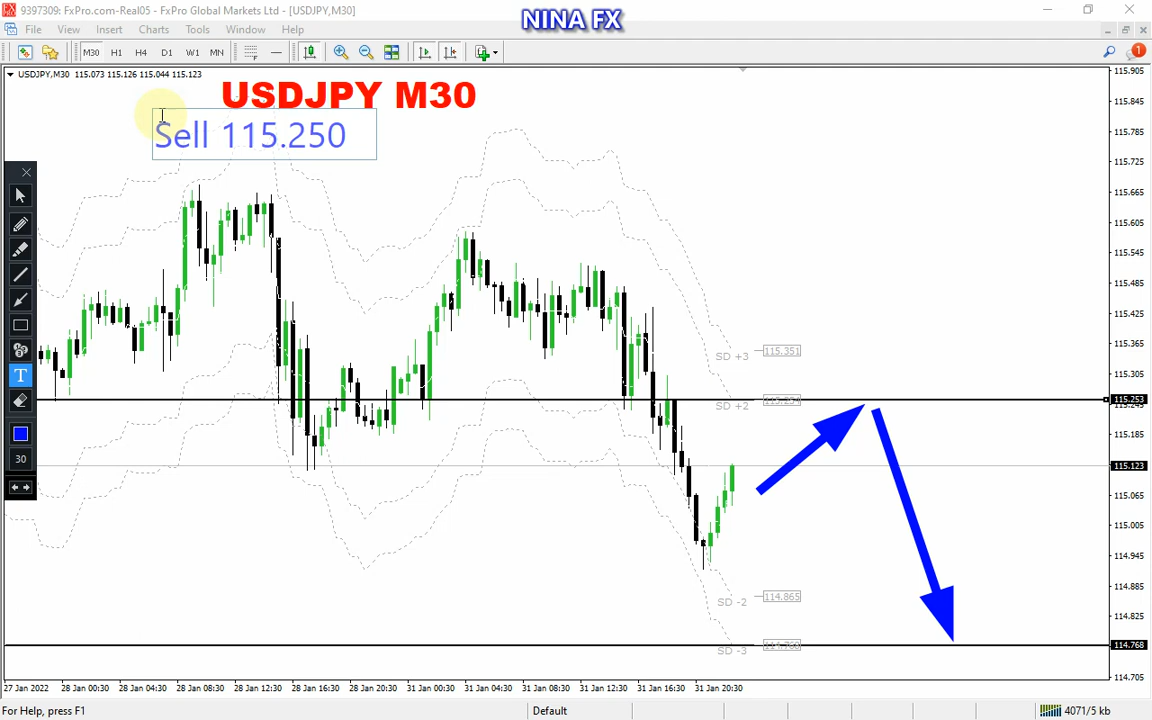 9397309: FxPro.com-Real05 - FxPro Global Markets Ltd - [USDJPY,M30]
NINA FX
File View Insert Charts Tools Window Help
M30 H1 H4 D1 W1 MN
1
USDJPY,M30 115.073 115.126 115.044 115.123
USDJPY M30
Sell 115.250
T
30
SD +3 115.351
SD +2
SD -2 114.865
SD -3
115.905
115.845
115.785
115.725
115.665
115.605
115.545
115.485
115.425
115.365
115.305
115.253
115.245
115.185
115.123
115.065
115.005
114.945
114.885
114.825
114.768
114.705
27 Jan 2022 28 Jan 00:30 28 Jan 04:30 28 Jan 08:30 28 Jan 12:30 28 Jan 16:30 28 Jan 20:30 31 Jan 00:30 31 Jan 04:30 31 Jan 08:30 31 Jan 12:30 31 Jan 16:30 31 Jan 20:30
For Help, press F1 Default 4071/5 kb